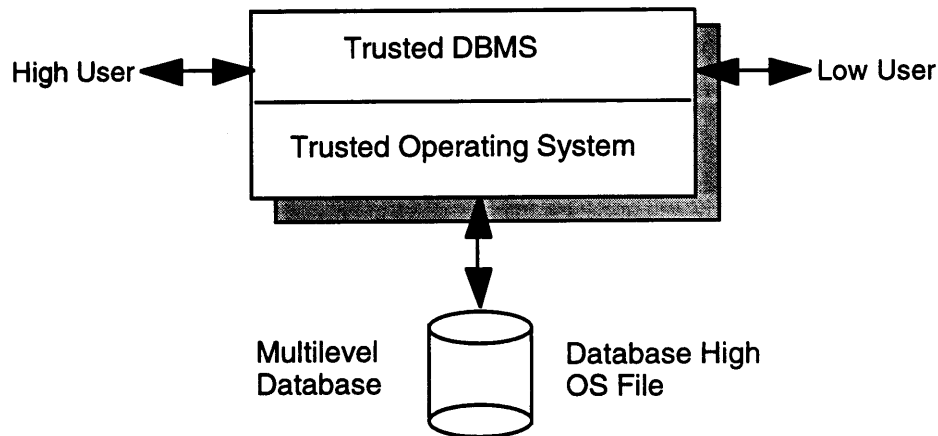 Trusted DBMS
High User
Low User
Trusted Operating System
Multilevel
Database
Database High
OS File